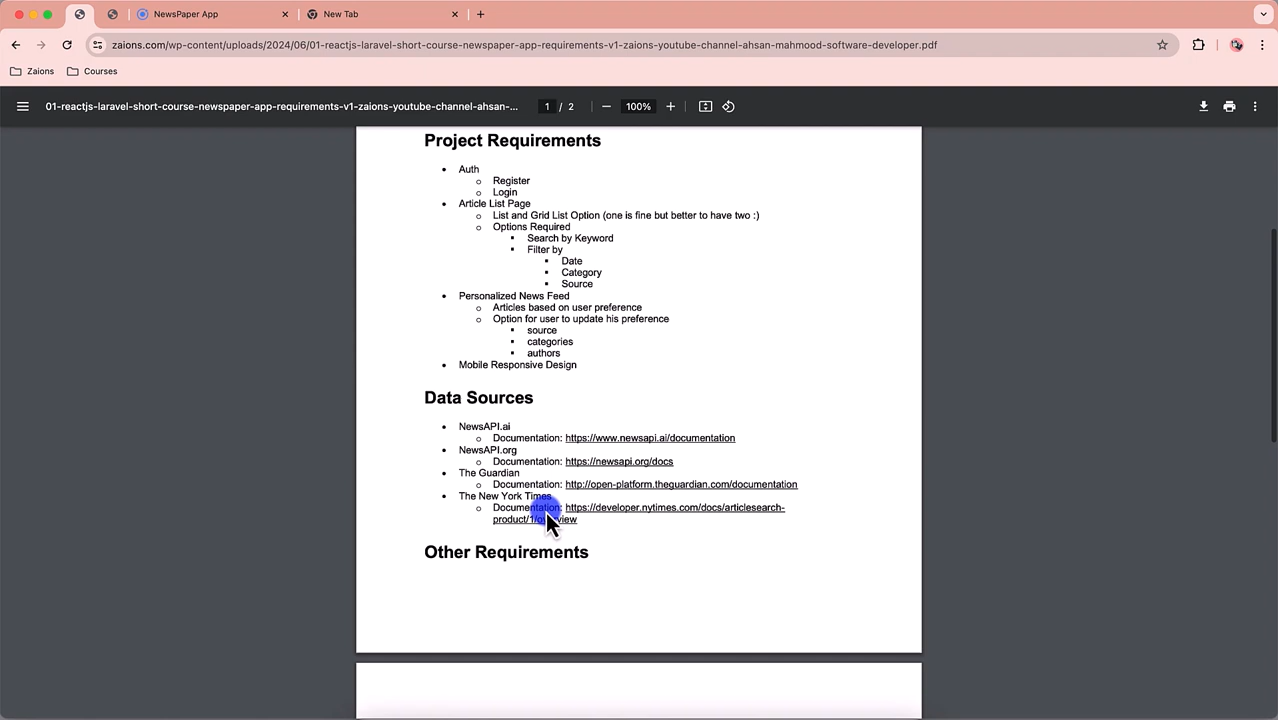 NewsPaper App
New Tab
zaions.com/wp-content/uploads/2024/06/01-reactjs-laravel-short-course-newspaper-app-requirements-v1-zaions-youtube-channel-ahsan-mahmood-software-developer.pdf
Zaions
Courses
01-reactjs-laravel-short-course-newspaper-app-requirements-v1-zaions-youtube-channel-ahsan-...
1 / 2
100%
Project Requirements
Auth
Register
Login
Article List Page
List and Grid List Option (one is fine but better to have two :)
Options Required
Search by Keyword
Filter by
Date
Category
Source
Personalized News Feed
Articles based on user preference
Option for user to update his preference
source
categories
authors
Mobile Responsive Design
Data Sources
NewsAPI.ai
Documentation: https://www.newsapi.ai/documentation
NewsAPI.org
Documentation: https://newsapi.org/docs
The Guardian
Documentation: http://open-platform.theguardian.com/documentation
The New York Times
Documentation: https://developer.nytimes.com/docs/articlesearch-
product/1/overview
Other Requirements